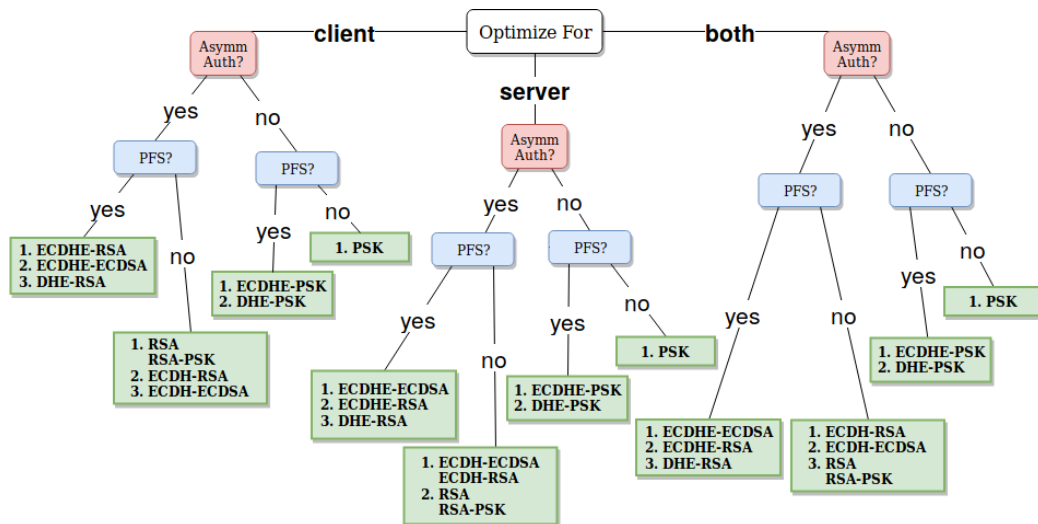 Optimize For
client
both
server
Asymm
Auth?
yes
no
PFS?
yes
no
1. ECDHE-RSA
2. ECDHE-ECDSA
3. DHE-RSA
1. RSA
RSA-PSK
2. ECDH-RSA
3. ECDH-ECDSA
PFS?
yes
no
1. ECDHE-PSK
2. DHE-PSK
1. PSK
Asymm
Auth?
yes
no
PFS?
yes
no
1. ECDHE-ECDSA
2. ECDHE-RSA
3. DHE-RSA
1. ECDH-ECDSA
ECDH-RSA
2. RSA
RSA-PSK
PFS?
yes
no
1. ECDHE-PSK
2. DHE-PSK
1. PSK
Asymm
Auth?
yes
no
PFS?
yes
no
1. ECDHE-ECDSA
2. ECDHE-RSA
3. DHE-RSA
1. ECDH-RSA
2. ECDH-ECDSA
3. RSA
RSA-PSK
PFS?
yes
no
1. ECDHE-PSK
2. DHE-PSK
1. PSK